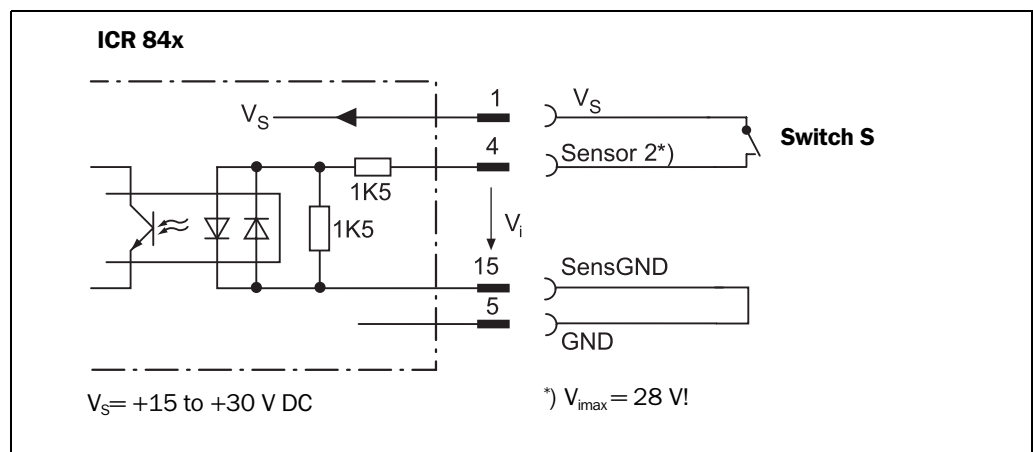 ICR 84x
V_S
1
V_S
4
Sensor 2*)
Switch S
1K5
1K5
V_i
15
SensGND
5
GND
V_S= +15 to +30 V DC
*) V_imax = 28 V!